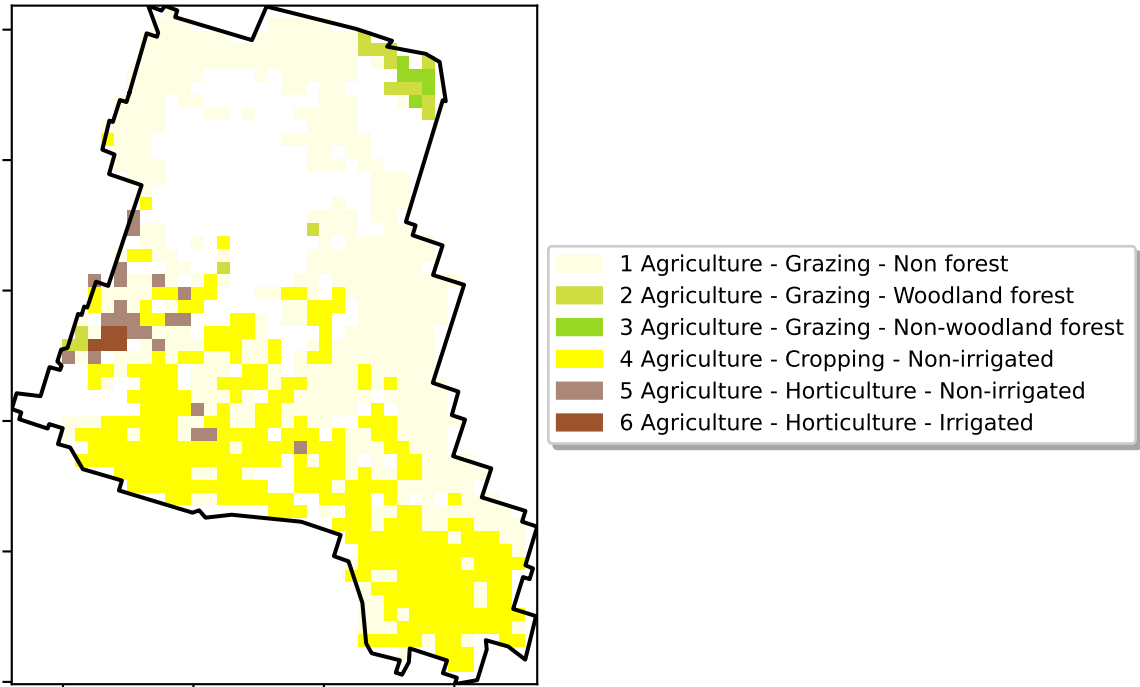 1 Agriculture - Grazing - Non forest
2 Agriculture - Grazing - Woodland forest
3 Agriculture - Grazing - Non-woodland forest
4 Agriculture - Cropping - Non-irrigated
5 Agriculture - Horticulture - Non-irrigated
6 Agriculture - Horticulture - Irrigated